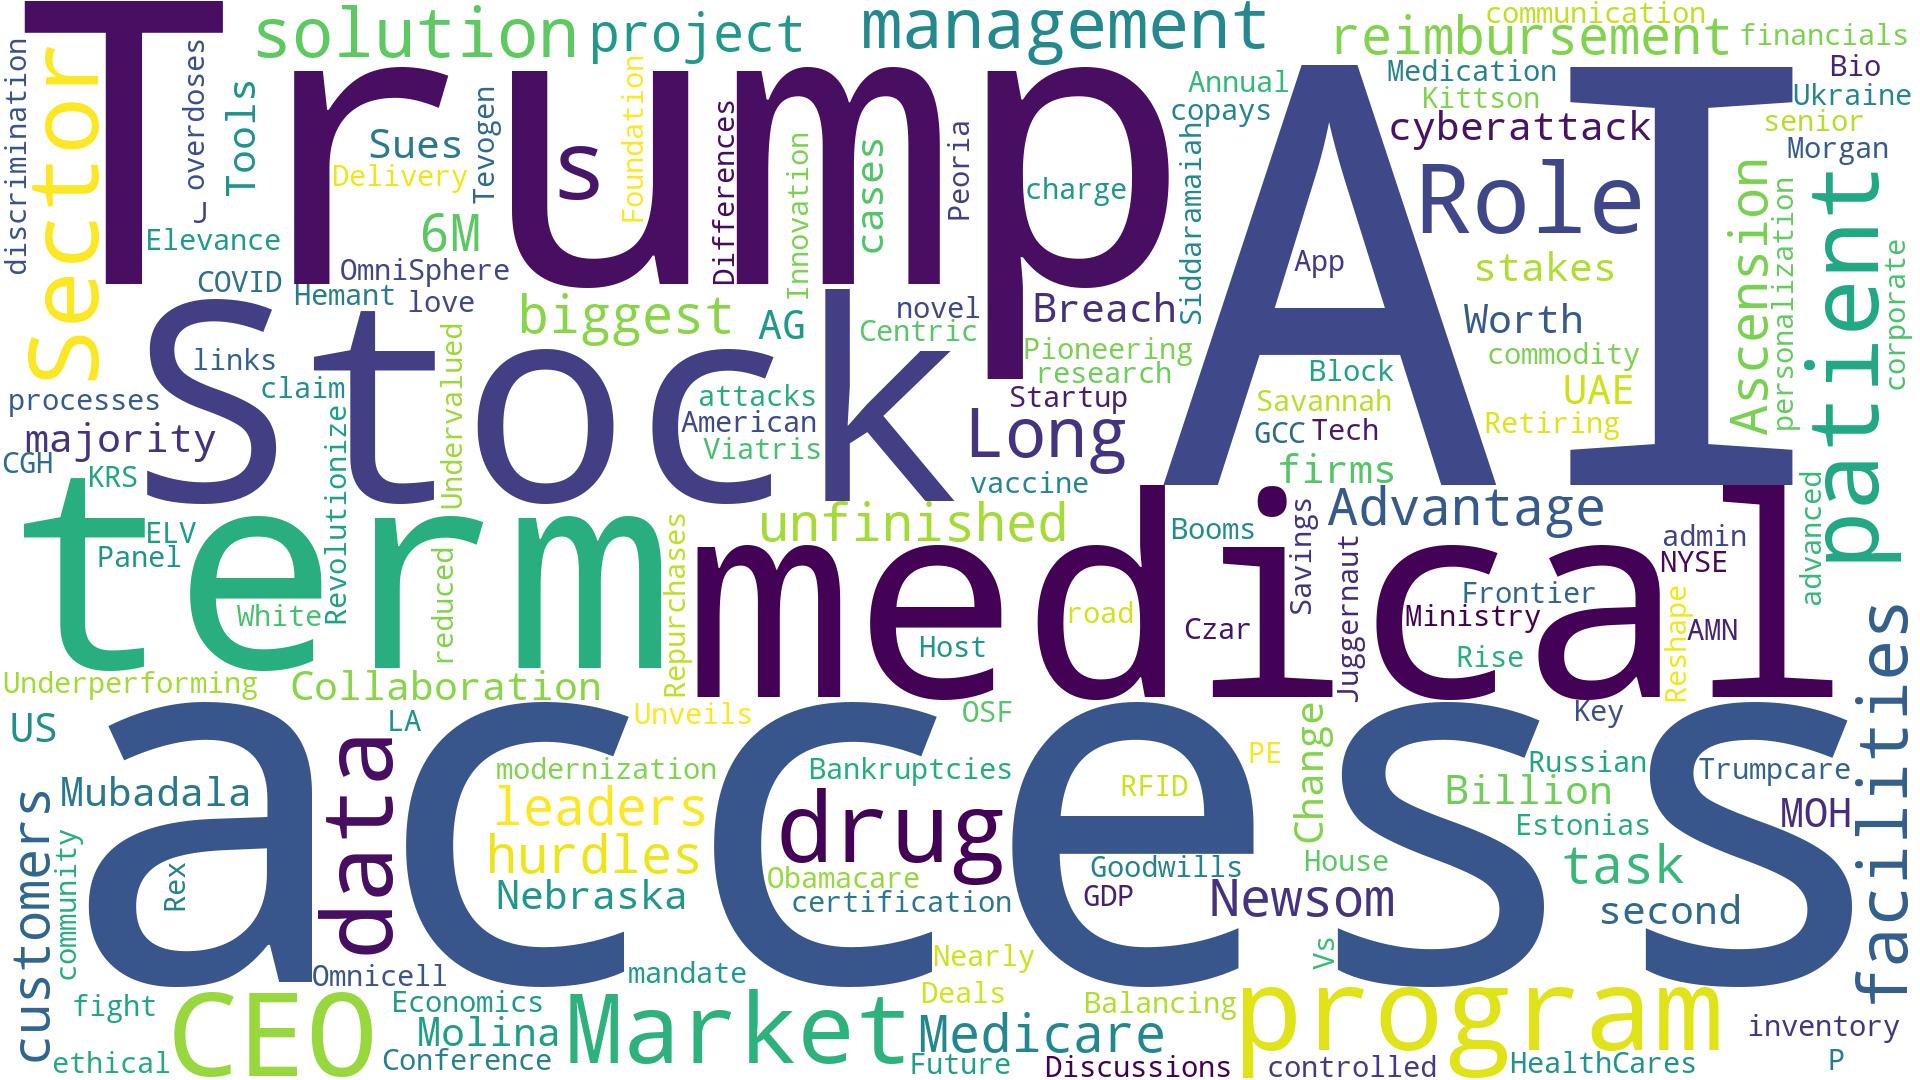 Trump
AI
Stock
term
medical
access
solution
project
management
communication
reimbursement
financials
discrimination
Sector
J
overdoses
Tools
Sues
Delivery
Tevogen
s
Foundation
Differences
Innovation
cases
Peoria
charge
Annual
copays
Siddaramaiah
Medication
Kittson
cyberattack
Bio
Ukraine
senior
Morgan
Role
App
stakes
Ascension
personalization
patient
corporate
Elevance
6M
COVID
OmniSphere
Hemant
love
biggest
AG
novel
Centric
Breach
Worth
commodity
links
claim
processes
majority
CGH
KRS
Revolutionize
Undervalued
attacks
American
Viatris
Pioneering
research
Startup
Long
vaccine
Block
Savannah
GCC
Tech
firms
UAE
Retiring
ELV
Panel
White
reduced
Repurchases
unfinished
Booms
Savings
Advantage
admin
NYSE
advanced
Host
road
Czar
Juggernaut
Frontier
Ministry
Rise
Reshape
AMN
Underperforming
Collaboration
US
LA
Unveils
OSF
Key
facilities
Mubadala
data
modernization
leaders
hurdles
Nebraska
Bankruptcies
drug
Obamacare
certification
RFID
PE
Change
Goodwills
GDP
House
Newsom
Russian
Trumpcare
Billion
MOH
Estonias
task
second
customers
community
Rex
Omnicell
mandate
Nearly
Vs
fight
ethical
CEO
Economics
Molina
Conference
Market
Deals
Medicare
Future
Balancing
Discussions
program
controlled
inventory
HealthCares
P